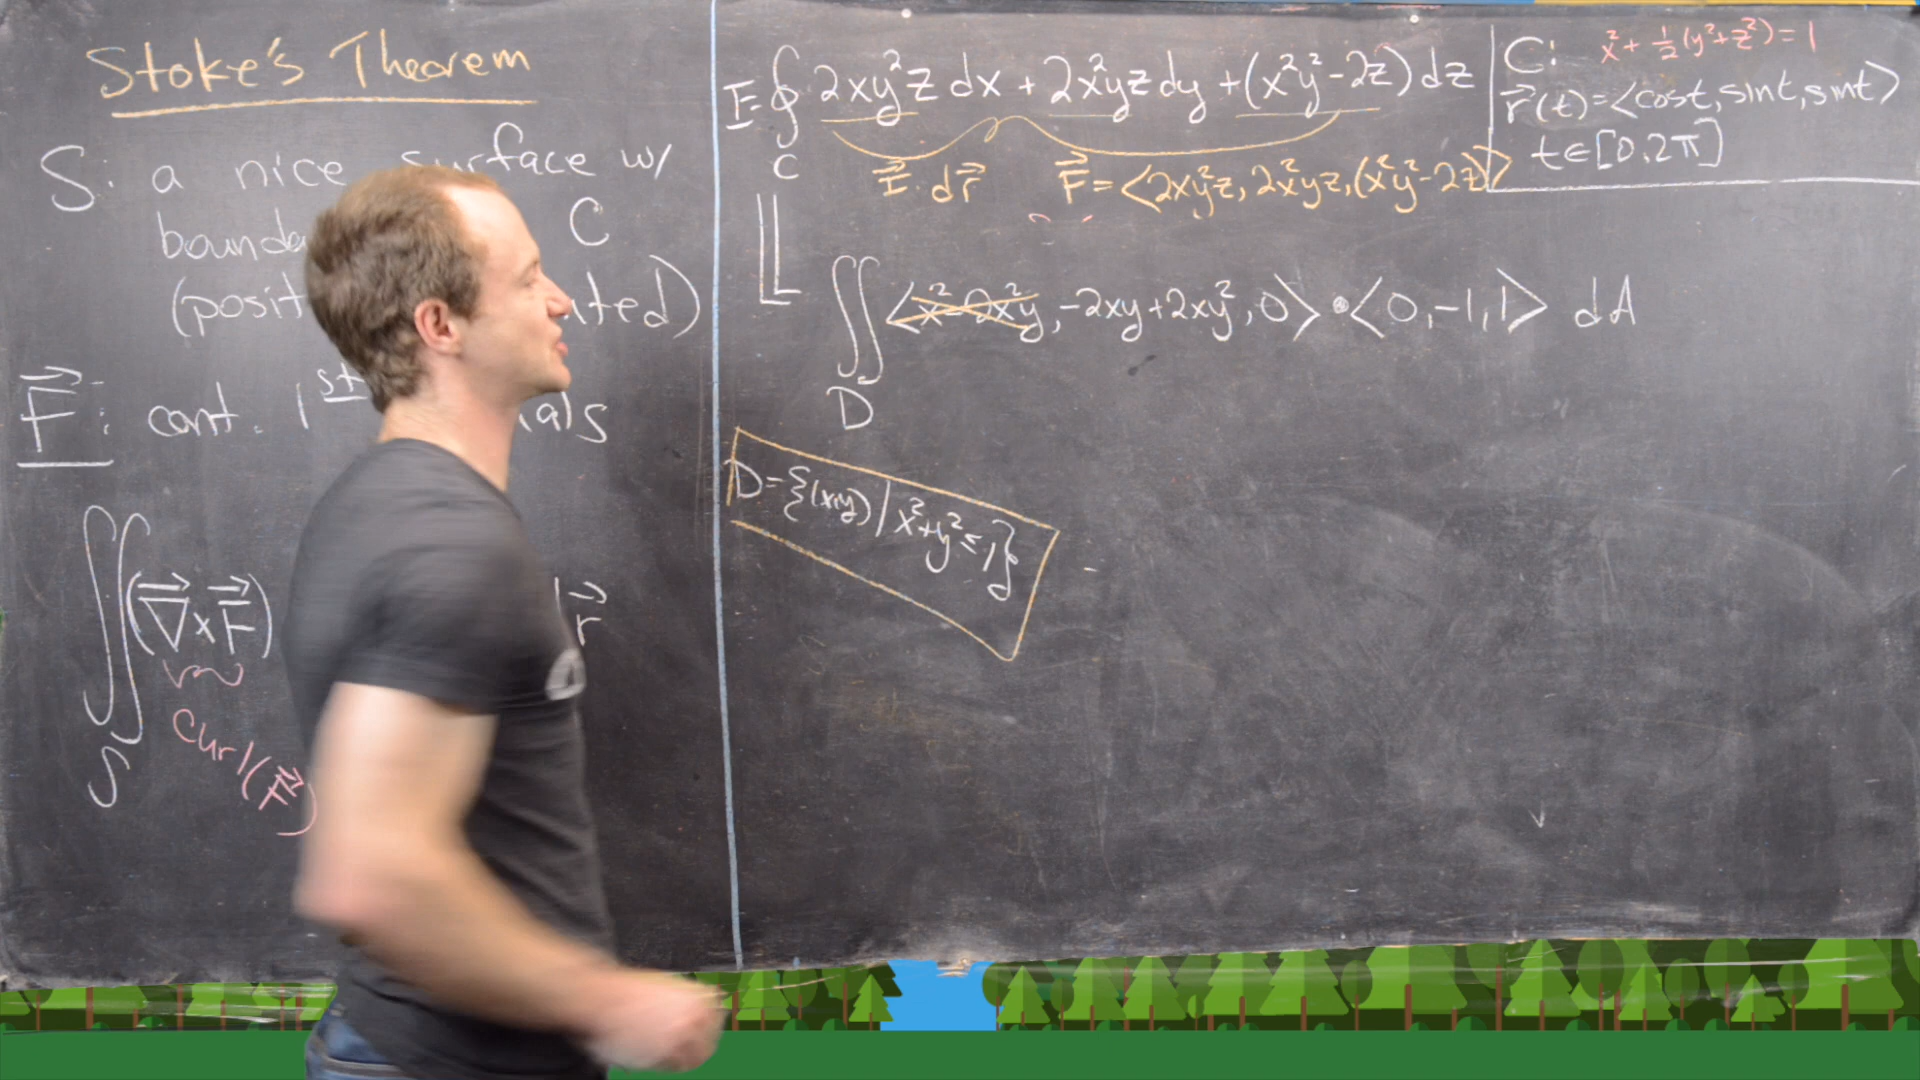 Stoke's Theorem
S: a nice surface w/
C
F⃗: cont. 1st
∬(∇⃗×F⃗)
S
curl(F⃗)
r⃗
I=∮ 2xy²z dx + 2x²yz dy + (x²y²-2z) dz
C
F⃗ · dr⃗ F⃗ = <2xy²z, 2x²yz, (x²y²-2z)>
C: x² + ½(y²+z²) = 1
r⃗(t) = <cost, sint, sint>
t∈[0,2π]
∬ <x²-2x²y, -2xy+2xy², 0> • <0,-1,1> dA
D
D={(x,y) | x²+y² ≤ 1}